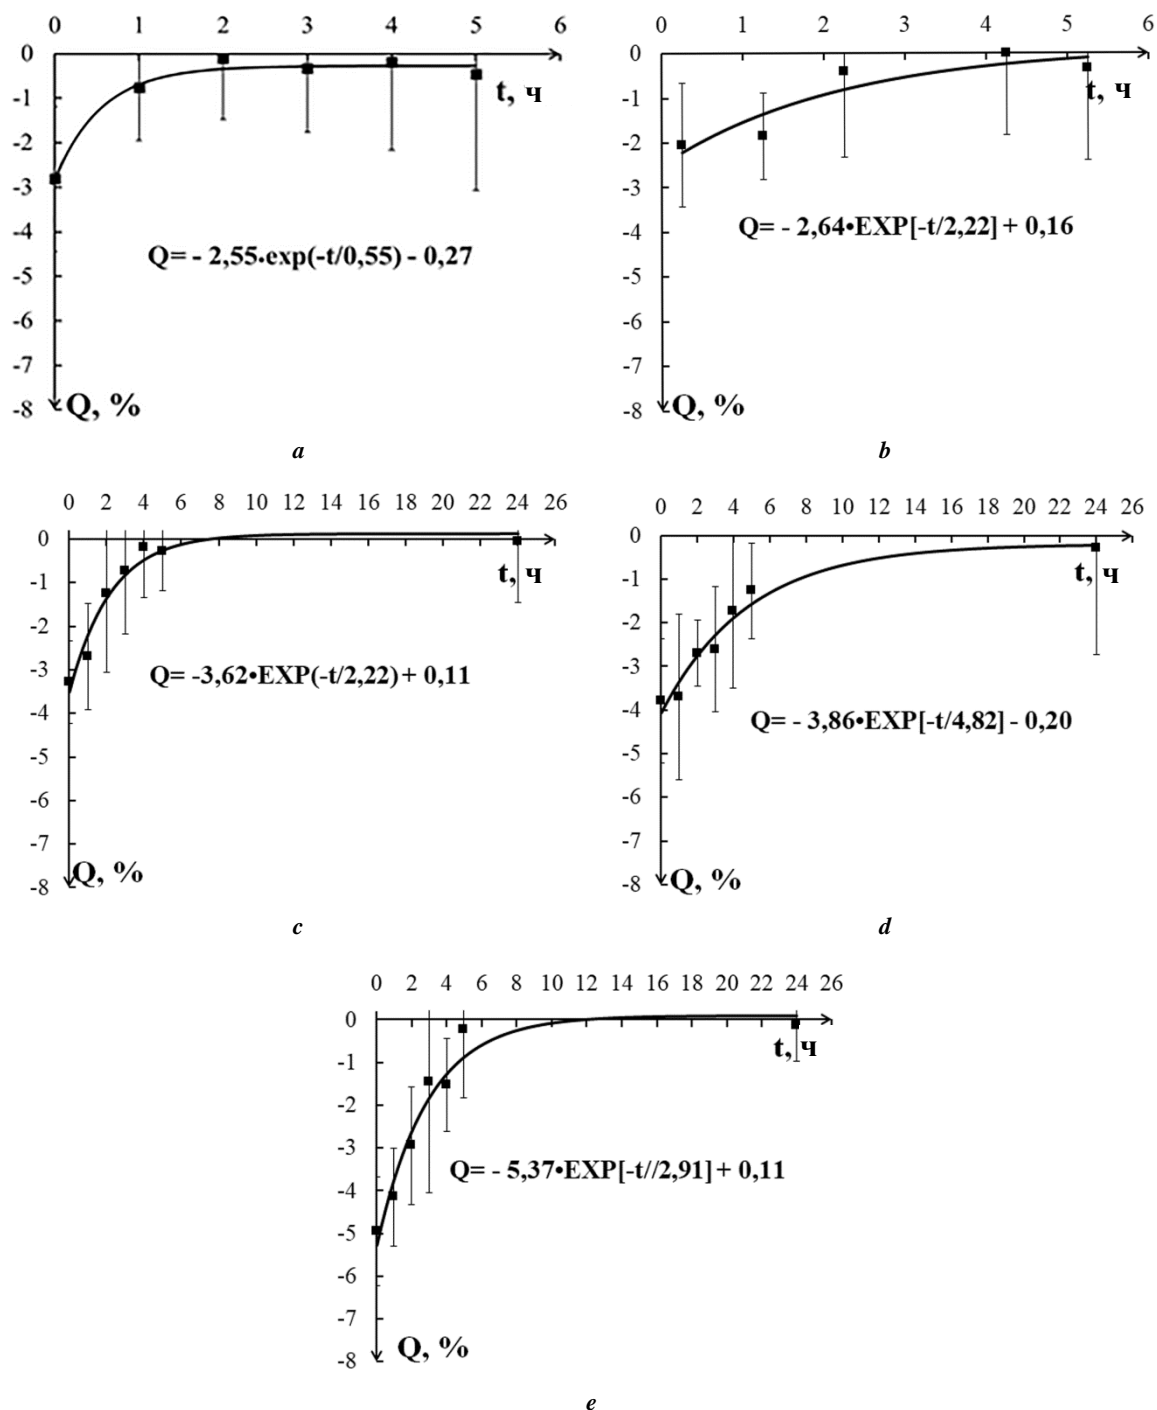 0 1 2 3 4 5 6
0
-1
-2
-3
-4
-5
-6
-7
-8
t, ч
Q= - 2,55·exp(-t/0,55) - 0,27
Q, %
a
0 1 2 3 4 5 6
0
-1
-2
-3
-4
-5
-6
-7
-8
t, ч
Q= - 2,64•EXP[-t/2,22] + 0,16
Q, %
b
0 2 4 6 8 10 12 14 16 18 20 22 24 26
0
-1
-2
-3
-4
-5
-6
-7
-8
t, ч
Q= -3,62•EXP(-t/2,22) + 0,11
Q, %
c
0 2 4 6 8 10 12 14 16 18 20 22 24 26
0
-1
-2
-3
-4
-5
-6
-7
-8
t, ч
Q= - 3,86•EXP[-t/4,82] - 0,20
Q, %
d
0 2 4 6 8 10 12 14 16 18 20 22 24 26
0
-1
-2
-3
-4
-5
-6
-7
-8
t, ч
Q= - 5,37•EXP[-t//2,91] + 0,11
Q, %
e